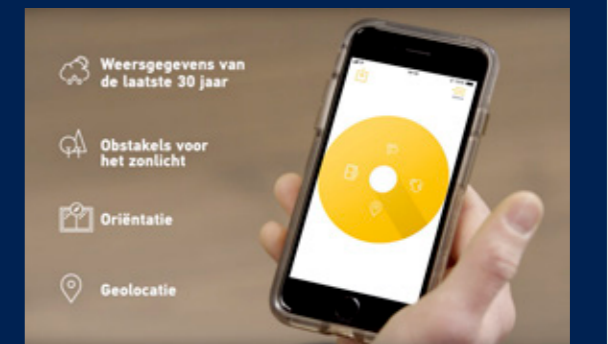 Weersgegevens van
de laatste 30 jaar
Obstakels voor
het zonlicht
Oriëntatie
Geolocatie